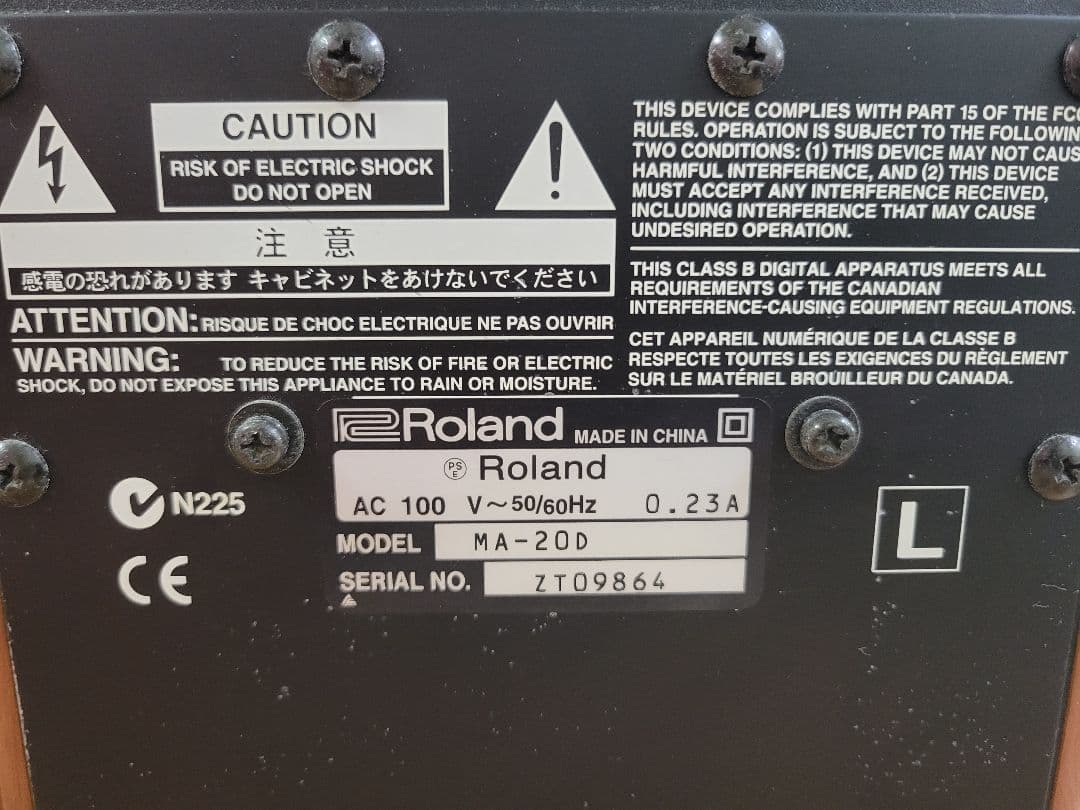 CAUTION
RISK OF ELECTRIC SHOCK
DO NOT OPEN
注 意
感電の恐れがあります キャビネットをあけないでください
ATTENTION: RISQUE DE CHOC ELECTRIQUE NE PAS OUVRIR
WARNING: TO REDUCE THE RISK OF FIRE OR ELECTRIC
SHOCK, DO NOT EXPOSE THIS APPLIANCE TO RAIN OR MOISTURE.
THIS DEVICE COMPLIES WITH PART 15 OF THE FCC
RULES. OPERATION IS SUBJECT TO THE FOLLOWIN
TWO CONDITIONS: (1) THIS DEVICE MAY NOT CAUS
HARMFUL INTERFERENCE, AND (2) THIS DEVICE
MUST ACCEPT ANY INTERFERENCE RECEIVED,
INCLUDING INTERFERENCE THAT MAY CAUSE
UNDESIRED OPERATION.
THIS CLASS B DIGITAL APPARATUS MEETS ALL
REQUIREMENTS OF THE CANADIAN
INTERFERENCE-CAUSING EQUIPMENT REGULATIONS.
CET APPAREIL NUMÉRIQUE DE LA CLASSE B
RESPECTE TOUTES LES EXIGENCES DU RÈGLEMENT
SUR LE MATÉRIEL BROUILLEUR DU CANADA.
Roland MADE IN CHINA
PS E Roland
AC 100 V~50/60Hz 0.23A
MODEL MA-20D
SERIAL NO. ZT09864
N225
CE
L